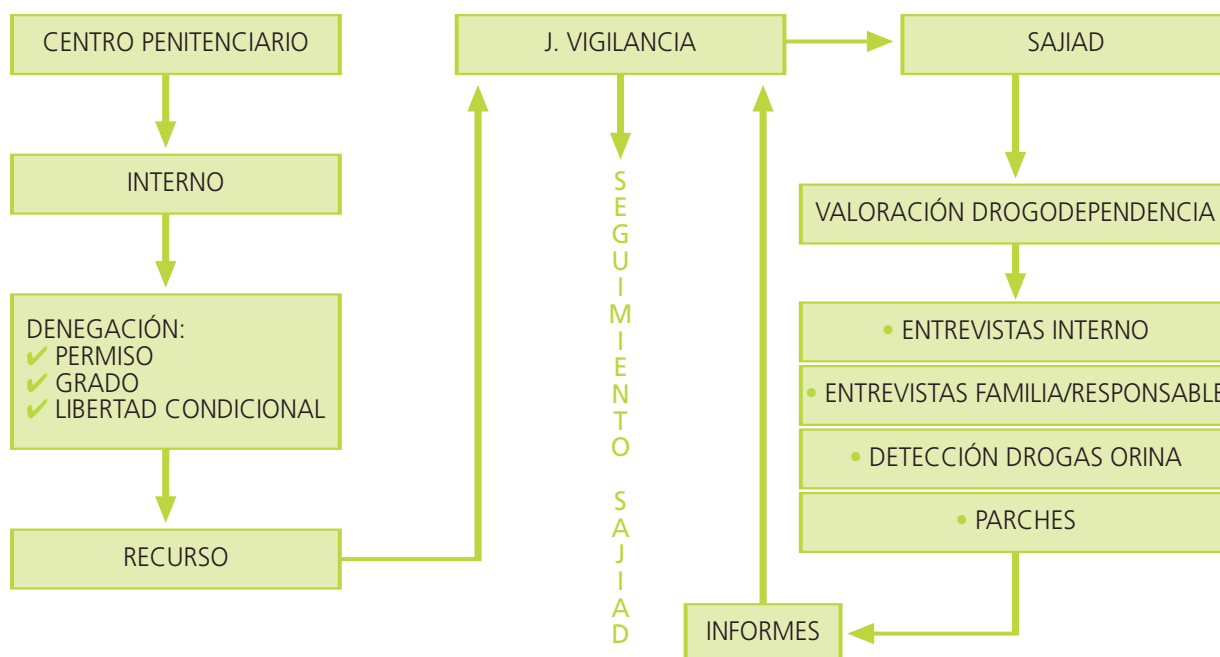 CENTRO PENITENCIARIO
INTERNO
DENEGACIÓN:
✔ PERMISO
✔ GRADO
✔ LIBERTAD CONDICIONAL
RECURSO
J. VIGILANCIA
SEGUIMIENTO SAJIAD
SAJIAD
VALORACIÓN DROGODEPENDENCIA
• ENTREVISTAS INTERNO
• ENTREVISTAS FAMILIA/RESPONSABLE
• DETECCIÓN DROGAS ORINA
• PARCHES
INFORMES